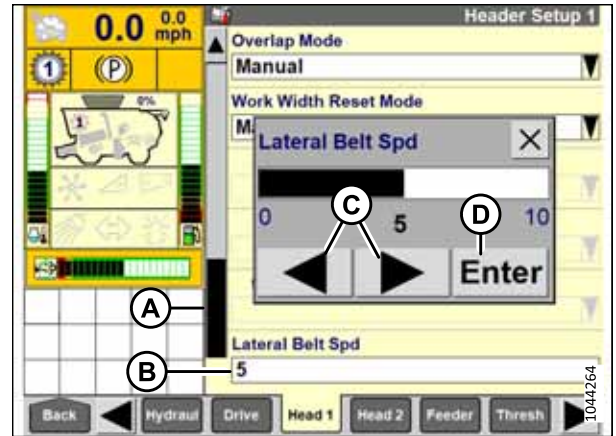 0.0 0.0 mph
Header Setup 1
1 (P)
Overlap Mode
Manual
0%
1
Work Width Reset Mode
Lateral Belt Spd
0 5 10
C
D
Enter
A
Lateral Belt Spd
B
5
Back Hydraul Drive Head 1 Head 2 Feeder Thresh
1044264